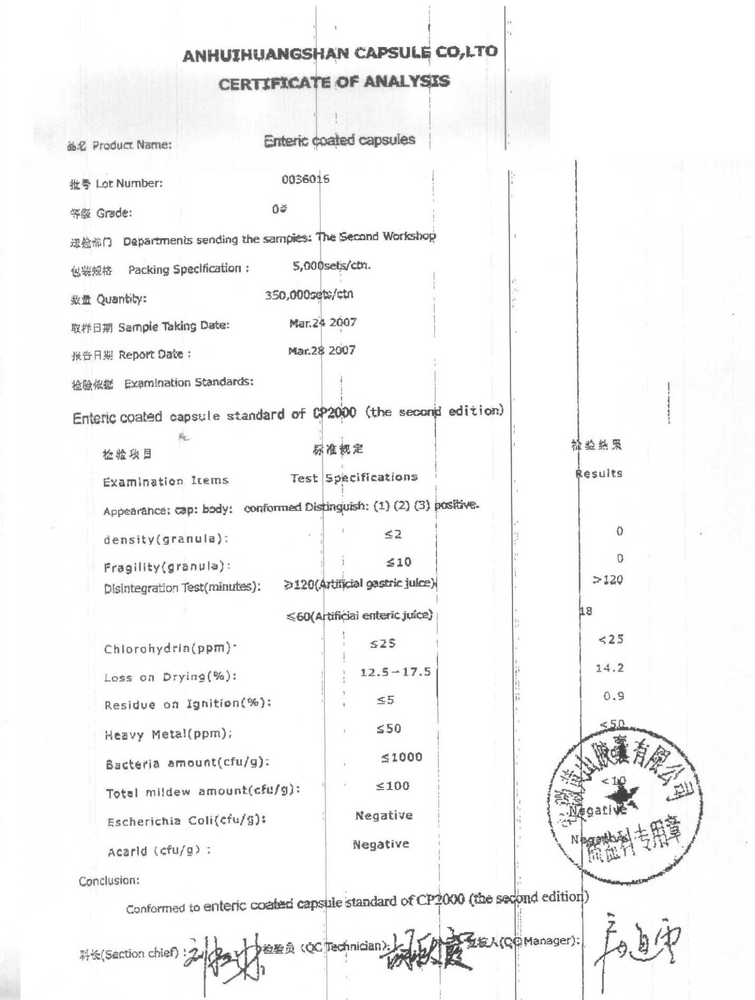 ANHUIHUANGSHAN CAPSULE CO,LTO
CERTIFICATE OF ANALYSIS
品名 Product Name: Enteric coated capsules
批号 Lot Number: 0036016
等级 Grade: 0#
送检部门 Departments sending the samples: The Second Workshop
包装规格 Packing Specification : 5,000sets/ctn.
数量 Quantity: 350,000sets/ctn
取样日期 Sample Taking Date: Mar.24 2007
报告日期 Report Date : Mar.28 2007
检验依据 Examination Standards:
Enteric coated capsule standard of CP2000 (the second edition)
检验项目 标准规定 检验结果
Examination Items Test Specifications Results
Appearance: cap: body: conformed Distinguish: (1) (2) (3) positive.
density(granula): ≤2 0
Fragility(granula): ≤10 0
Disintegration Test(minutes): ≥120(Artificial gastric juice) >120
≤60(Artificial enteric juice) 18
Chlorohydrin(ppm): ≤25 <25
Loss on Drying(%): 12.5-17.5 14.2
Residue on Ignition(%): ≤5 0.9
Heavy Metal(ppm): ≤50 <50
Bacteria amount(cfu/g): ≤1000
Total mildew amount(cfu/g): ≤100 <10
Escherichia Coli(cfu/g): Negative Negative
Acarid (cfu/g) : Negative Negative
安徽黄山胶囊有限公司
质监科专用章
Conclusion:
Conformed to enteric coated capsule standard of CP2000 (the second edition)
科长(Section chief) : 检验员 (QC Technician): 复核人(QC Manager):